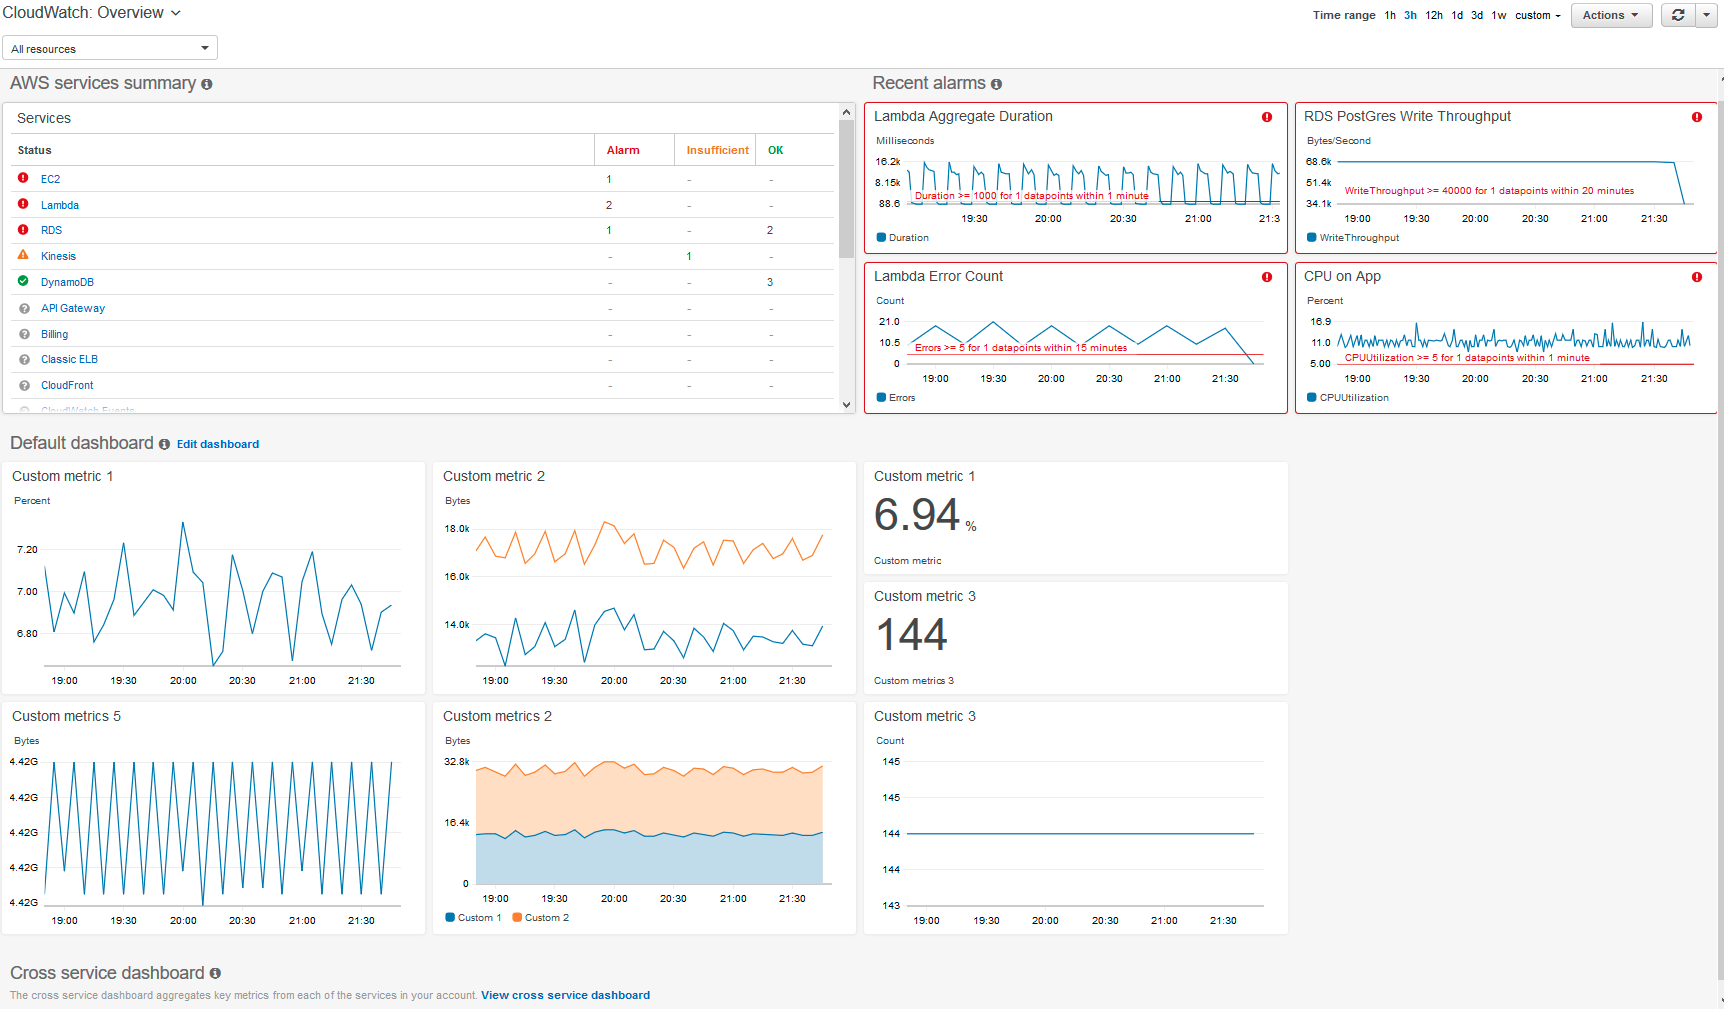 CloudWatch: Overview
Time range 1h 3h 12h 1d 3d 1w custom Actions
All resources
AWS services summary
Services
Status Alarm Insufficient OK
EC2 1 - -
Lambda 2 - -
RDS 1 - 2
Kinesis - 1 -
DynamoDB - - 3
API Gateway - - -
Billing - - -
Classic ELB - - -
CloudFront - - -
CloudWatch Events
Recent alarms
Lambda Aggregate Duration
Milliseconds
16.2k
8.15k
Duration >= 1000 for 1 datapoints within 1 minute
88.6
19:30 20:00 20:30 21:00 21:3
Duration
RDS PostGres Write Throughput
Bytes/Second
68.6k
51.4k
WriteThroughput >= 40000 for 1 datapoints within 20 minutes
34.1k
19:00 19:30 20:00 20:30 21:00 21:30
WriteThroughput
Lambda Error Count
Count
21.0
10.5
Errors >= 5 for 1 datapoints within 15 minutes
0
19:00 19:30 20:00 20:30 21:00 21:30
Errors
CPU on App
Percent
16.9
11.0
CPUUtilization >= 5 for 1 datapoints within 1 minute
5.00
19:00 19:30 20:00 20:30 21:00 21:30
CPUUtilization
Default dashboard Edit dashboard
Custom metric 1
Percent
7.20
7.00
6.80
19:00 19:30 20:00 20:30 21:00 21:30
Custom metric 2
Bytes
18.0k
16.0k
14.0k
19:00 19:30 20:00 20:30 21:00 21:30
Custom metric 1
6.94 %
Custom metric
Custom metric 3
144
Custom metrics 3
Custom metrics 5
Bytes
4.42G
4.42G
4.42G
4.42G
4.42G
19:00 19:30 20:00 20:30 21:00 21:30
Custom metrics 2
Bytes
32.8k
16.4k
0
19:00 19:30 20:00 20:30 21:00 21:30
Custom 1 Custom 2
Custom metric 3
Count
145
145
144
144
143
19:00 19:30 20:00 20:30 21:00 21:30
Cross service dashboard
The cross service dashboard aggregates key metrics from each of the services in your account. View cross service dashboard